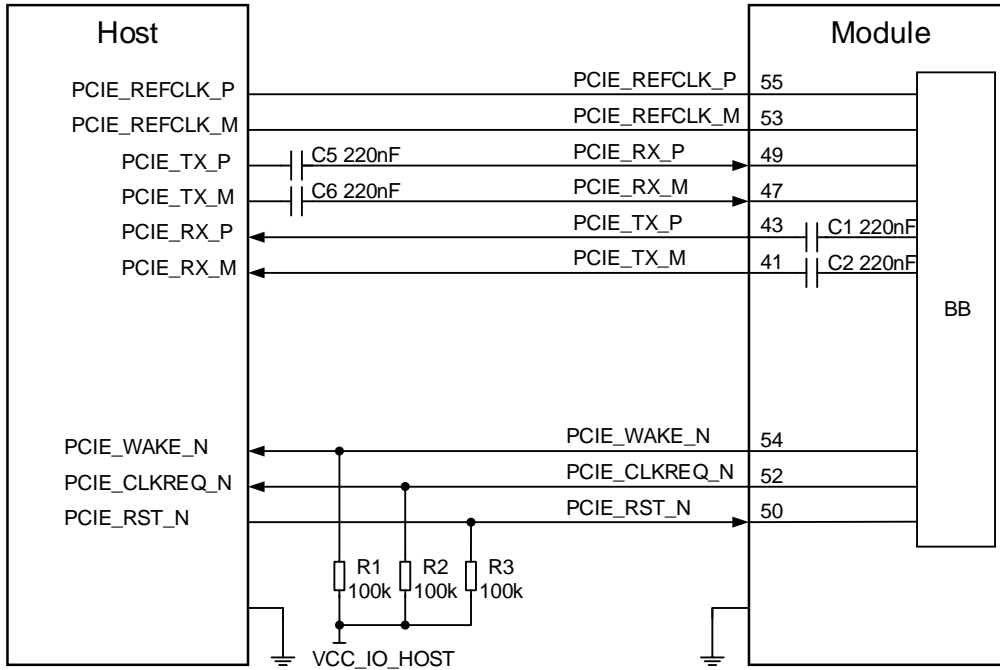 Host
Module
PCIE_REFCLK_P
PCIE_REFCLK_P
55
PCIE_REFCLK_M
PCIE_REFCLK_M
53
PCIE_TX_P
C5 220nF
PCIE_RX_P
49
PCIE_TX_M
C6 220nF
PCIE_RX_M
47
PCIE_RX_P
PCIE_TX_P
43
C1 220nF
PCIE_RX_M
PCIE_TX_M
41
C2 220nF
BB
PCIE_WAKE_N
PCIE_WAKE_N
54
PCIE_CLKREQ_N
PCIE_CLKREQ_N
52
PCIE_RST_N
PCIE_RST_N
50
R1
100k
R2
100k
R3
100k
VCC_IO_HOST